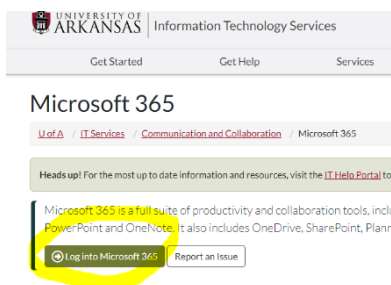 UNIVERSITY OF
ARKANSAS Information Technology Services
Get Started Get Help Services
Microsoft 365
U of A / IT Services / Communication and Collaboration / Microsoft 365
Heads up! For the most up to date information and resources, visit the IT Help Portal to
Microsoft 365 is a full suite of productivity and collaboration tools, inclu
PowerPoint and OneNote. It also includes OneDrive, SharePoint, Plann
Log into Microsoft 365 Report an Issue